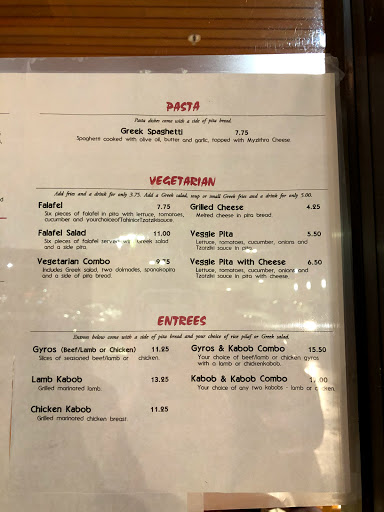 PASTA
Pasta dishes come with a side of pita bread.
Greek Spaghetti 7.75
Spaghetti cooked with olive oil, butter and garlic, topped with Myzithra Cheese
VEGETARIAN
Add fries and a drink for only 3.75. Add a Greek salad, soup or small Greek fries and a drink for only 5.00.
Falafel 7.75
Six pieces of falafel in pita with lettuce, tomatoes,
cucumber and yourchoiceofTahiniorTzatzikisauce.
Falafel Salad 11.00
Six pieces of falafel served Greek salad
and a side pita.
Vegetarian Combo 9.75
Includes Greek salad, two dolmades, spanakopita
and a side of pita bread.
Grilled Cheese 4.25
Melted cheese in pita bread
Veggie Pita 5.50
Lettuce, tomatoes, cucumber, onions and
Tzatziki sauce in pita with cheese.
Veggie Pita with Cheese 6.50
Lettuce, tomatoes, cucumber, onions and
Tzatziki sauce in pita with cheese.
ENTREES
Entrees below come with a side of pita bread and your choice of rice pilaf or Greek salad.
Gyros (Beef/Lamb or Chicken) 11.25
Slices of seasoned beef/lamb or chicken.
Lamb Kabob 13.25
Grilled marinated lamb.
Chicken Kabob 11.25
Grilled marinated chicken breast.
Gyros & Kabob Combo 15.50
Your choice of beef/lamb or chicken gyros
with a lamb or chickenkabob.
Kabob & Kabob Combo
Your choice of any two kabobs - lamb or chicken.